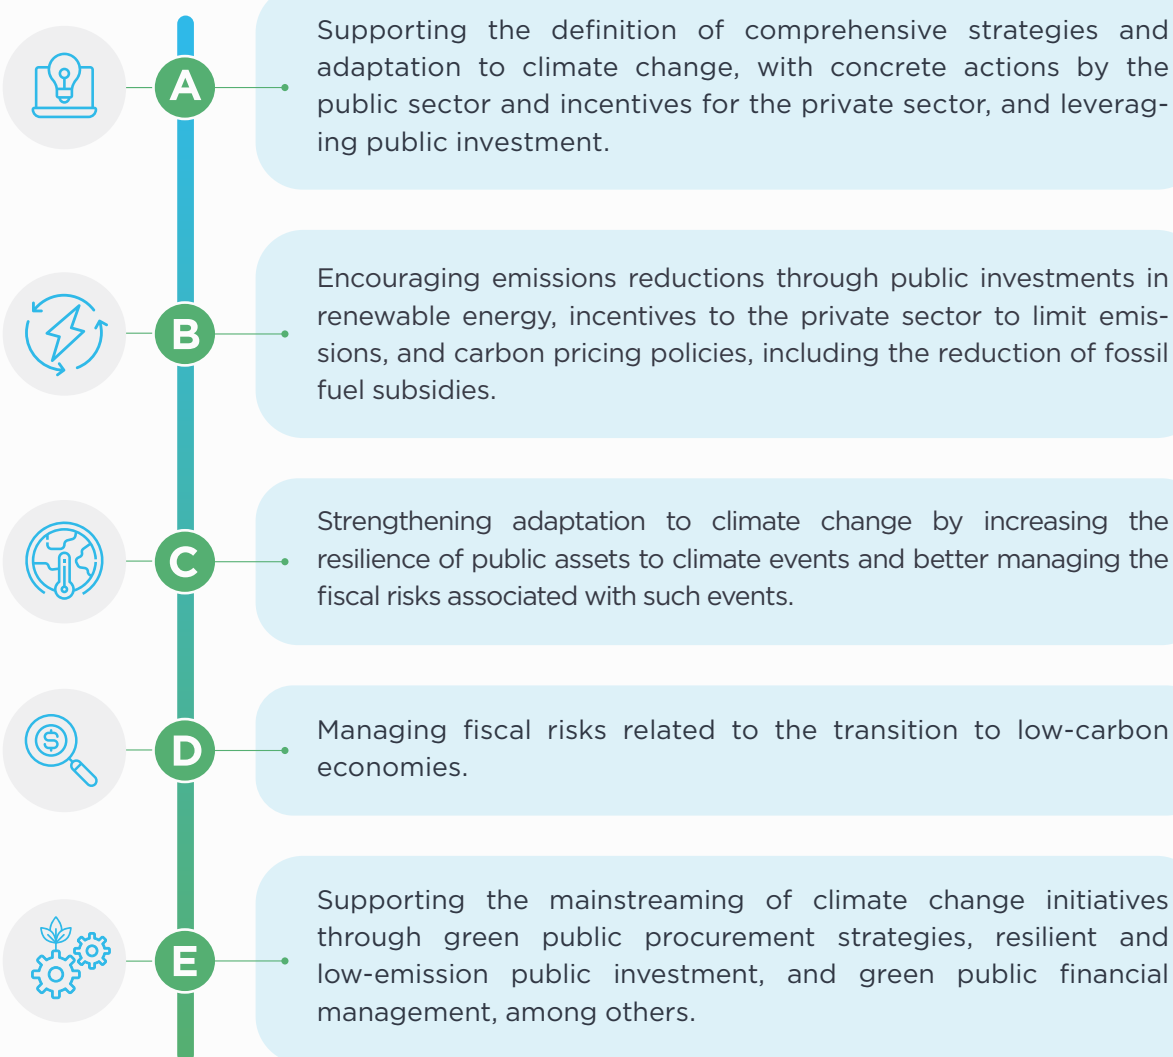 A
Supporting the definition of comprehensive strategies and
adaptation to climate change, with concrete actions by the
public sector and incentives for the private sector, and leverag-
ing public investment.
B
Encouraging emissions reductions through public investments in
renewable energy, incentives to the private sector to limit emis-
sions, and carbon pricing policies, including the reduction of fossil
fuel subsidies.
C
Strengthening adaptation to climate change by increasing the
resilience of public assets to climate events and better managing the
fiscal risks associated with such events.
D
Managing fiscal risks related to the transition to low-carbon
economies.
E
Supporting the mainstreaming of climate change initiatives
through green public procurement strategies, resilient and
low-emission public investment, and green public financial
management, among others.